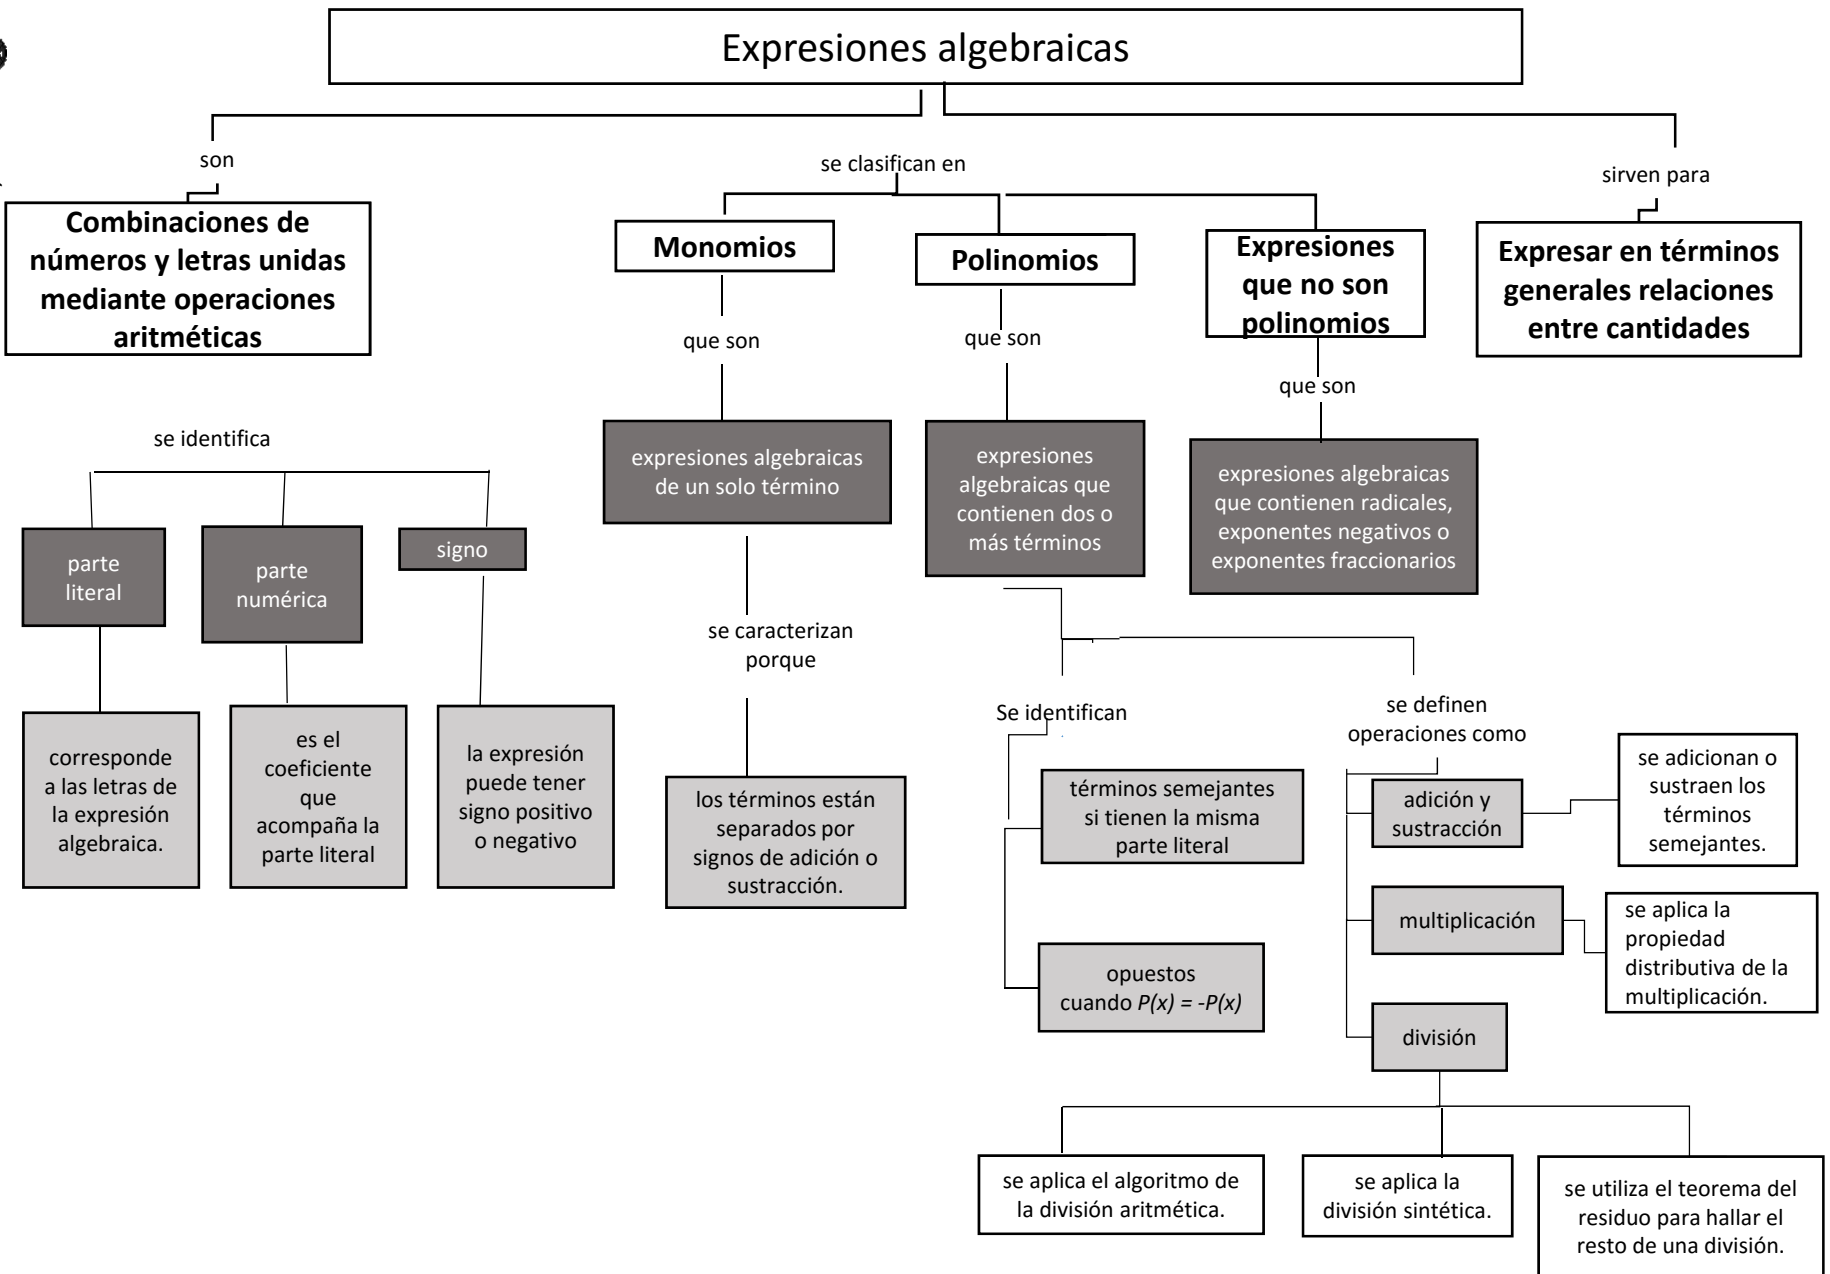 Expresiones algebraicas
son
se clasifican en
sirven para
Combinaciones de
números y letras unidas
mediante operaciones
aritméticas
Monomios
Polinomios
Expresiones
que no son
polinomios
Expresar en términos
generales relaciones
entre cantidades
que son
que son
que son
se identifica
expresiones algebraicas
de un solo término
expresiones
algebraicas que
contienen dos o
más términos
expresiones algebraicas
que contienen radicales,
exponentes negativos o
exponentes fraccionarios
parte
literal
parte
numérica
signo
se caracterizan
porque
corresponde
a las letras de
la expresión
algebraica.
es el
coeficiente
que
acompaña la
parte literal
la expresión
puede tener
signo positivo
o negativo
los términos están
separados por
signos de adición o
sustracción.
Se identifican
se definen
operaciones como
términos semejantes
si tienen la misma
parte literal
opuestos
cuando P(x) = -P(x)
adición y
sustracción
se adicionan o
sustraen los
términos
semejantes.
multiplicación
se aplica la
propiedad
distributiva de la
multiplicación.
división
se aplica el algoritmo de
la división aritmética.
se aplica la
división sintética.
se utiliza el teorema del
residuo para hallar el
resto de una división.